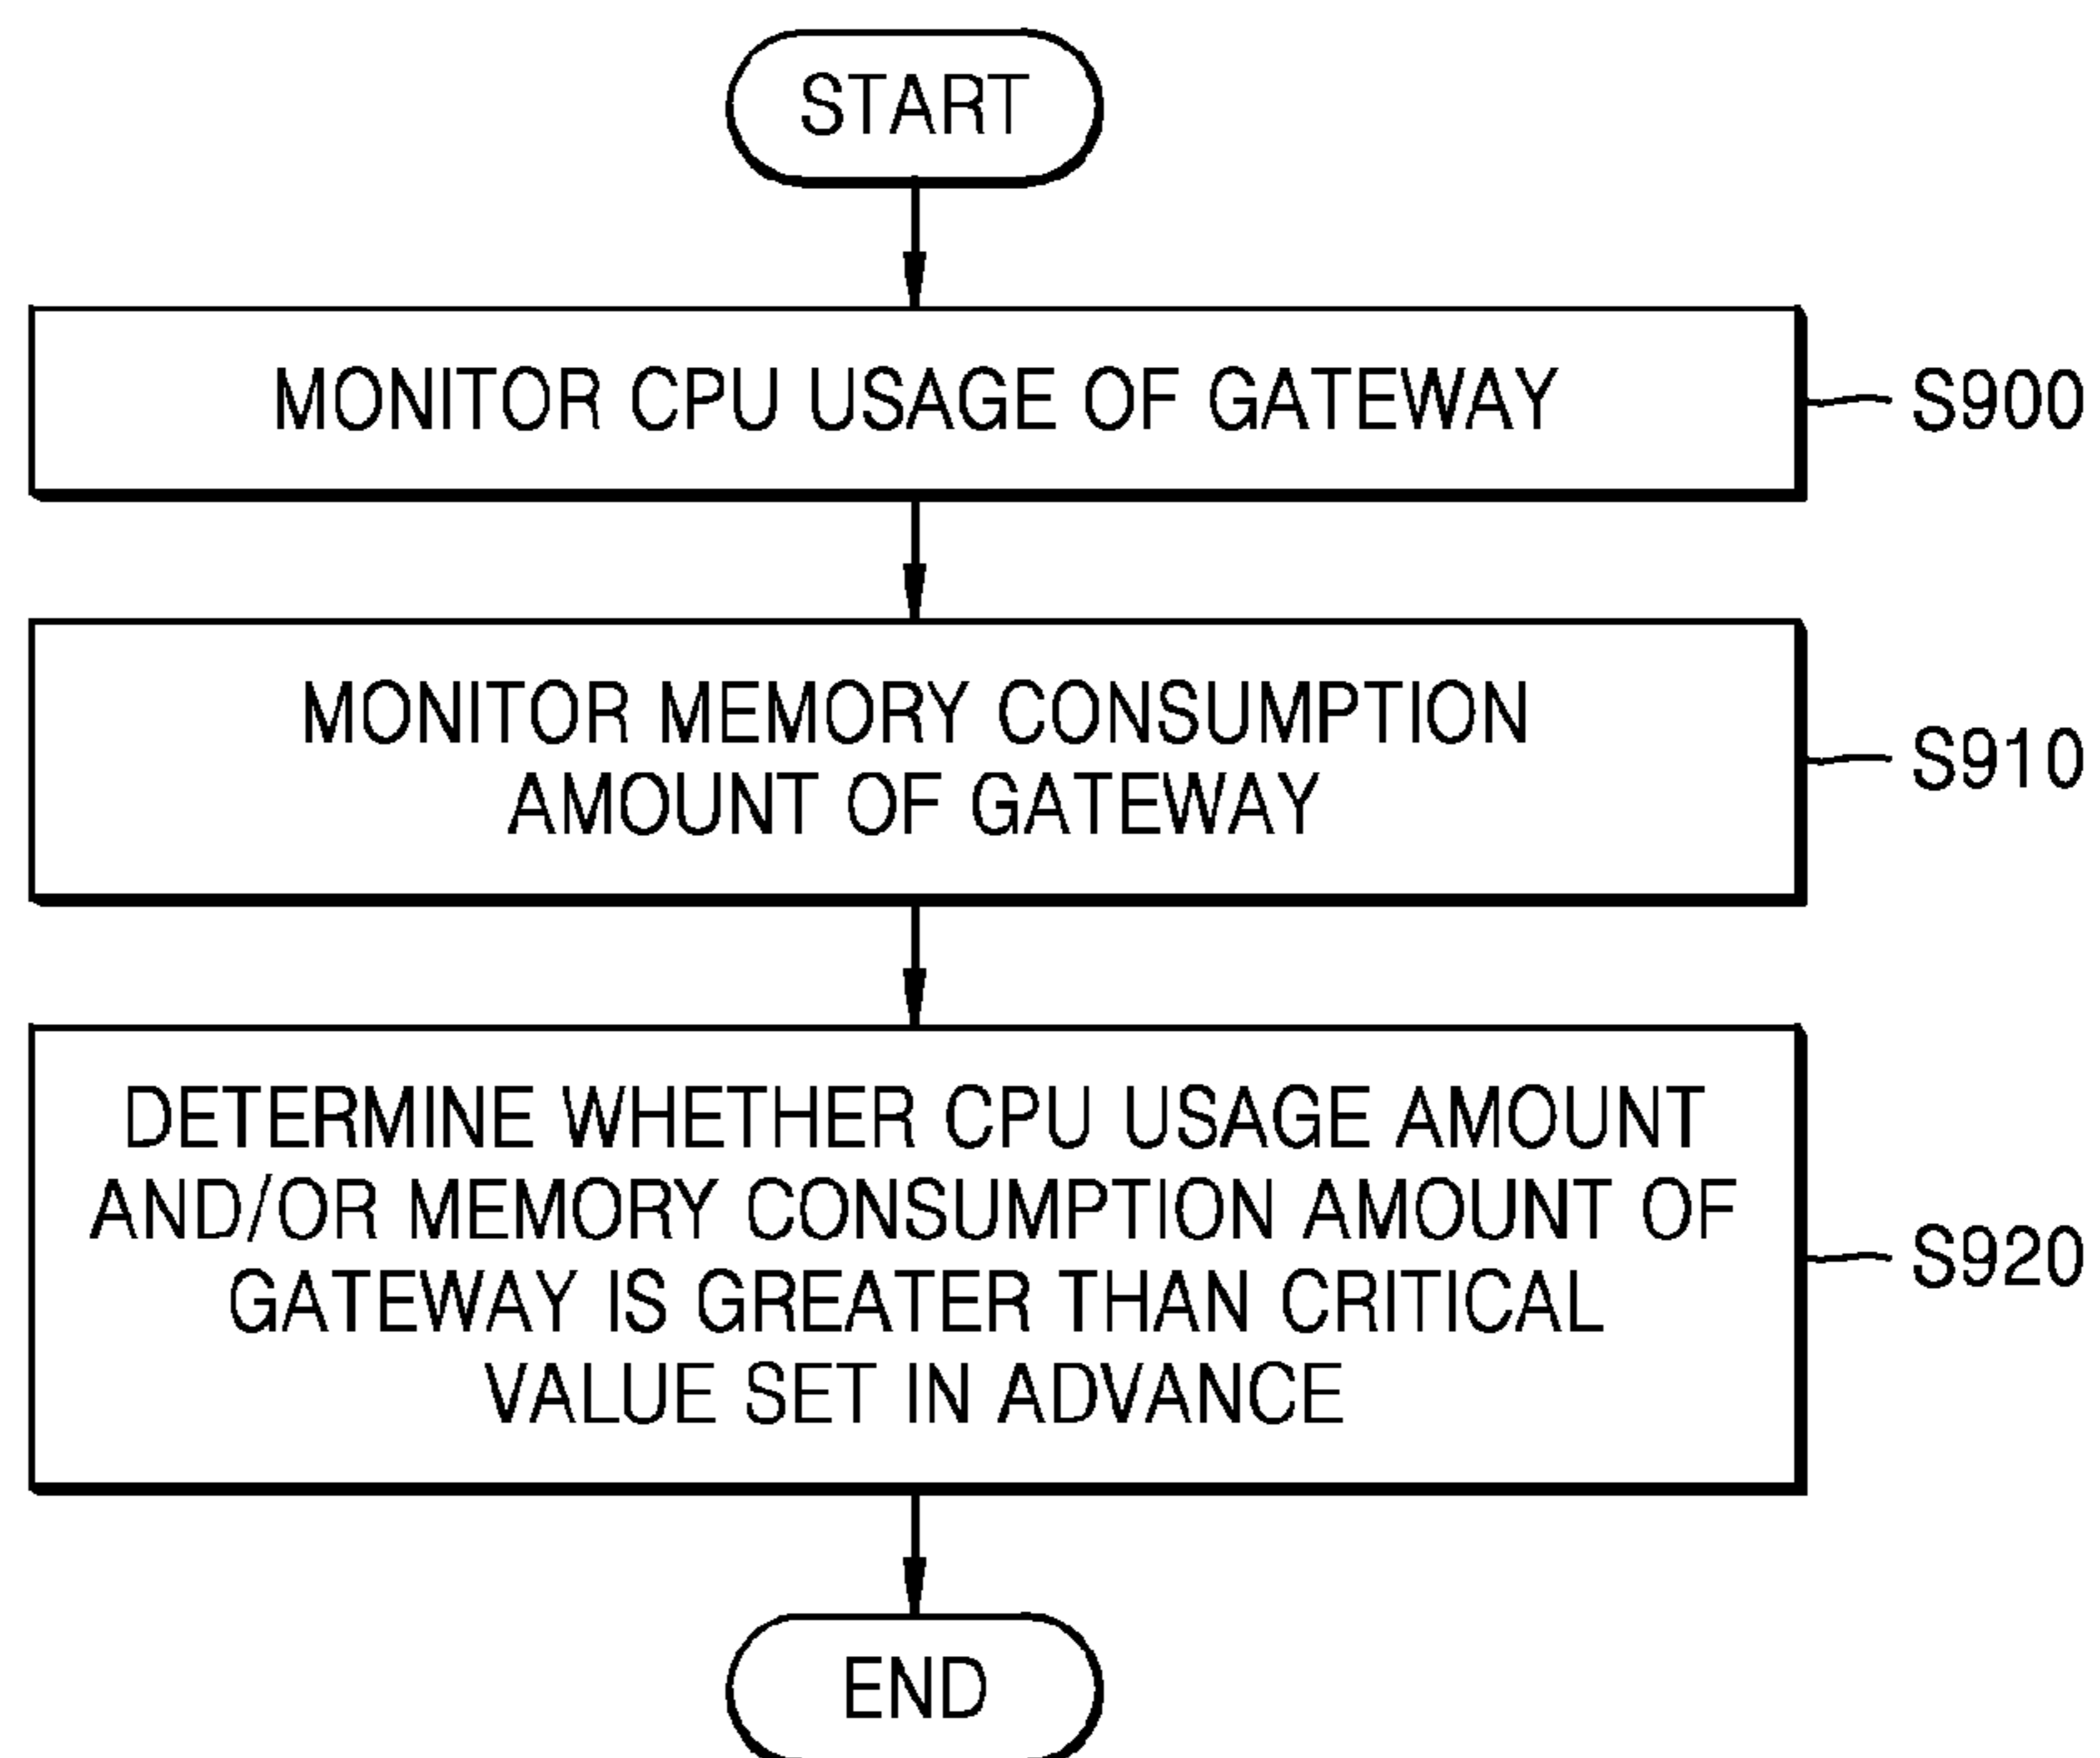 START
MONITOR CPU USAGE OF GATEWAY
S900
MONITOR MEMORY CONSUMPTION
AMOUNT OF GATEWAY
S910
DETERMINE WHETHER CPU USAGE AMOUNT
AND/OR MEMORY CONSUMPTION AMOUNT OF
GATEWAY IS GREATER THAN CRITICAL
VALUE SET IN ADVANCE
S920
END